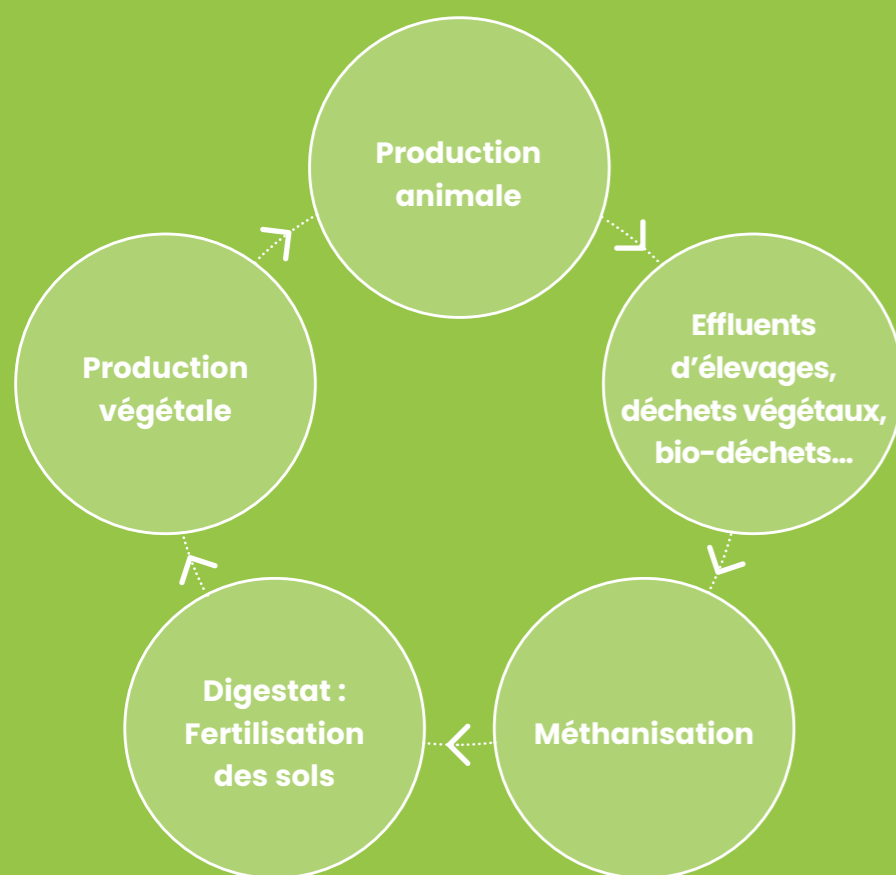 Production
animale
Effluents
d’élevages,
déchets végétaux,
bio-déchets...
Méthanisation
Digestat :
Fertilisation
des sols
Production
végétale